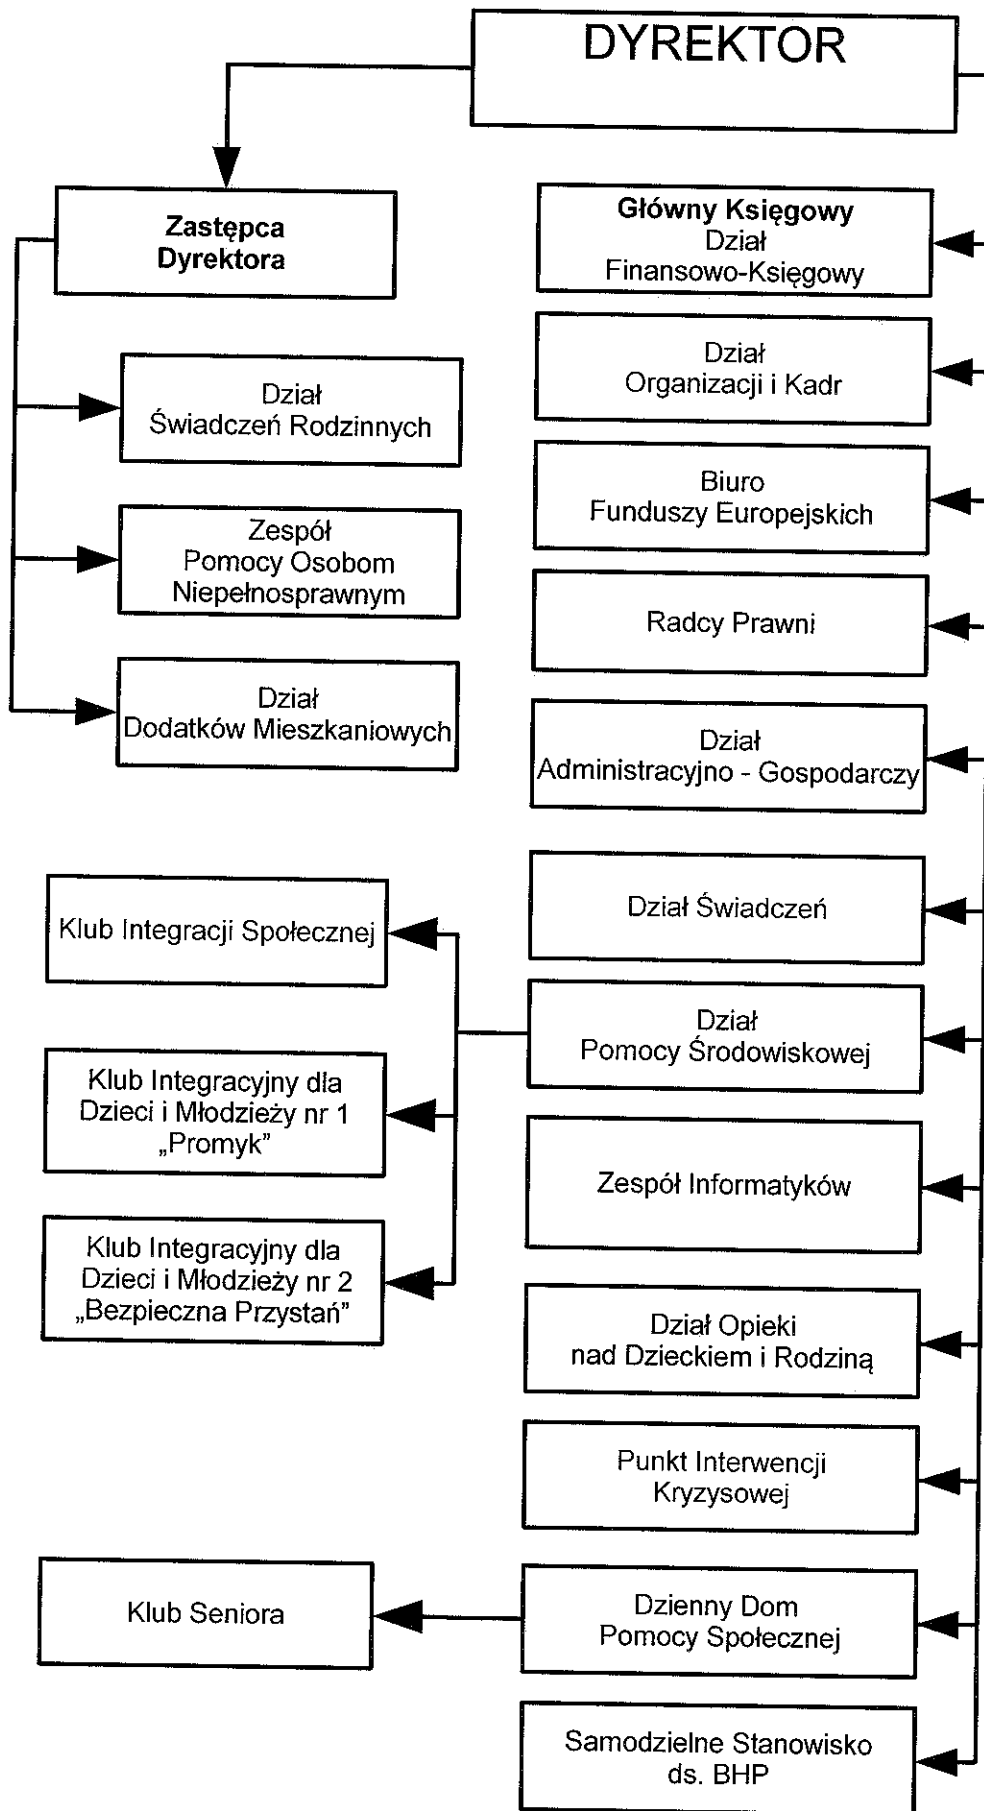 DYREKTOR
Zastępca
Dyrektora
Główny Księgowy
Dział
Finansowo-Księgowy
Dział
Organizacji i Kadr
Dział
Świadczeń Rodzinnych
Biuro
Funduszy Europejskich
Zespół
Pomocy Osobom
Niepełnosprawnym
Radcy Prawni
Dział
Dodatków Mieszkaniowych
Dział
Administracyjno - Gospodarczy
Dział Świadczeń
Klub Integracji Społecznej
Dział
Pomocy Środowiskowej
Klub Integracyjny dla
Dzieci i Młodzieży nr 1
„Promyk”
Zespół Informatyków
Klub Integracyjny dla
Dzieci i Młodzieży nr 2
„Bezpieczna Przystań”
Dział Opieki
nad Dzieckiem i Rodziną
Punkt Interwencji
Kryzysowej
Klub Seniora
Dzienny Dom
Pomocy Społecznej
Samodzielne Stanowisko
ds. BHP